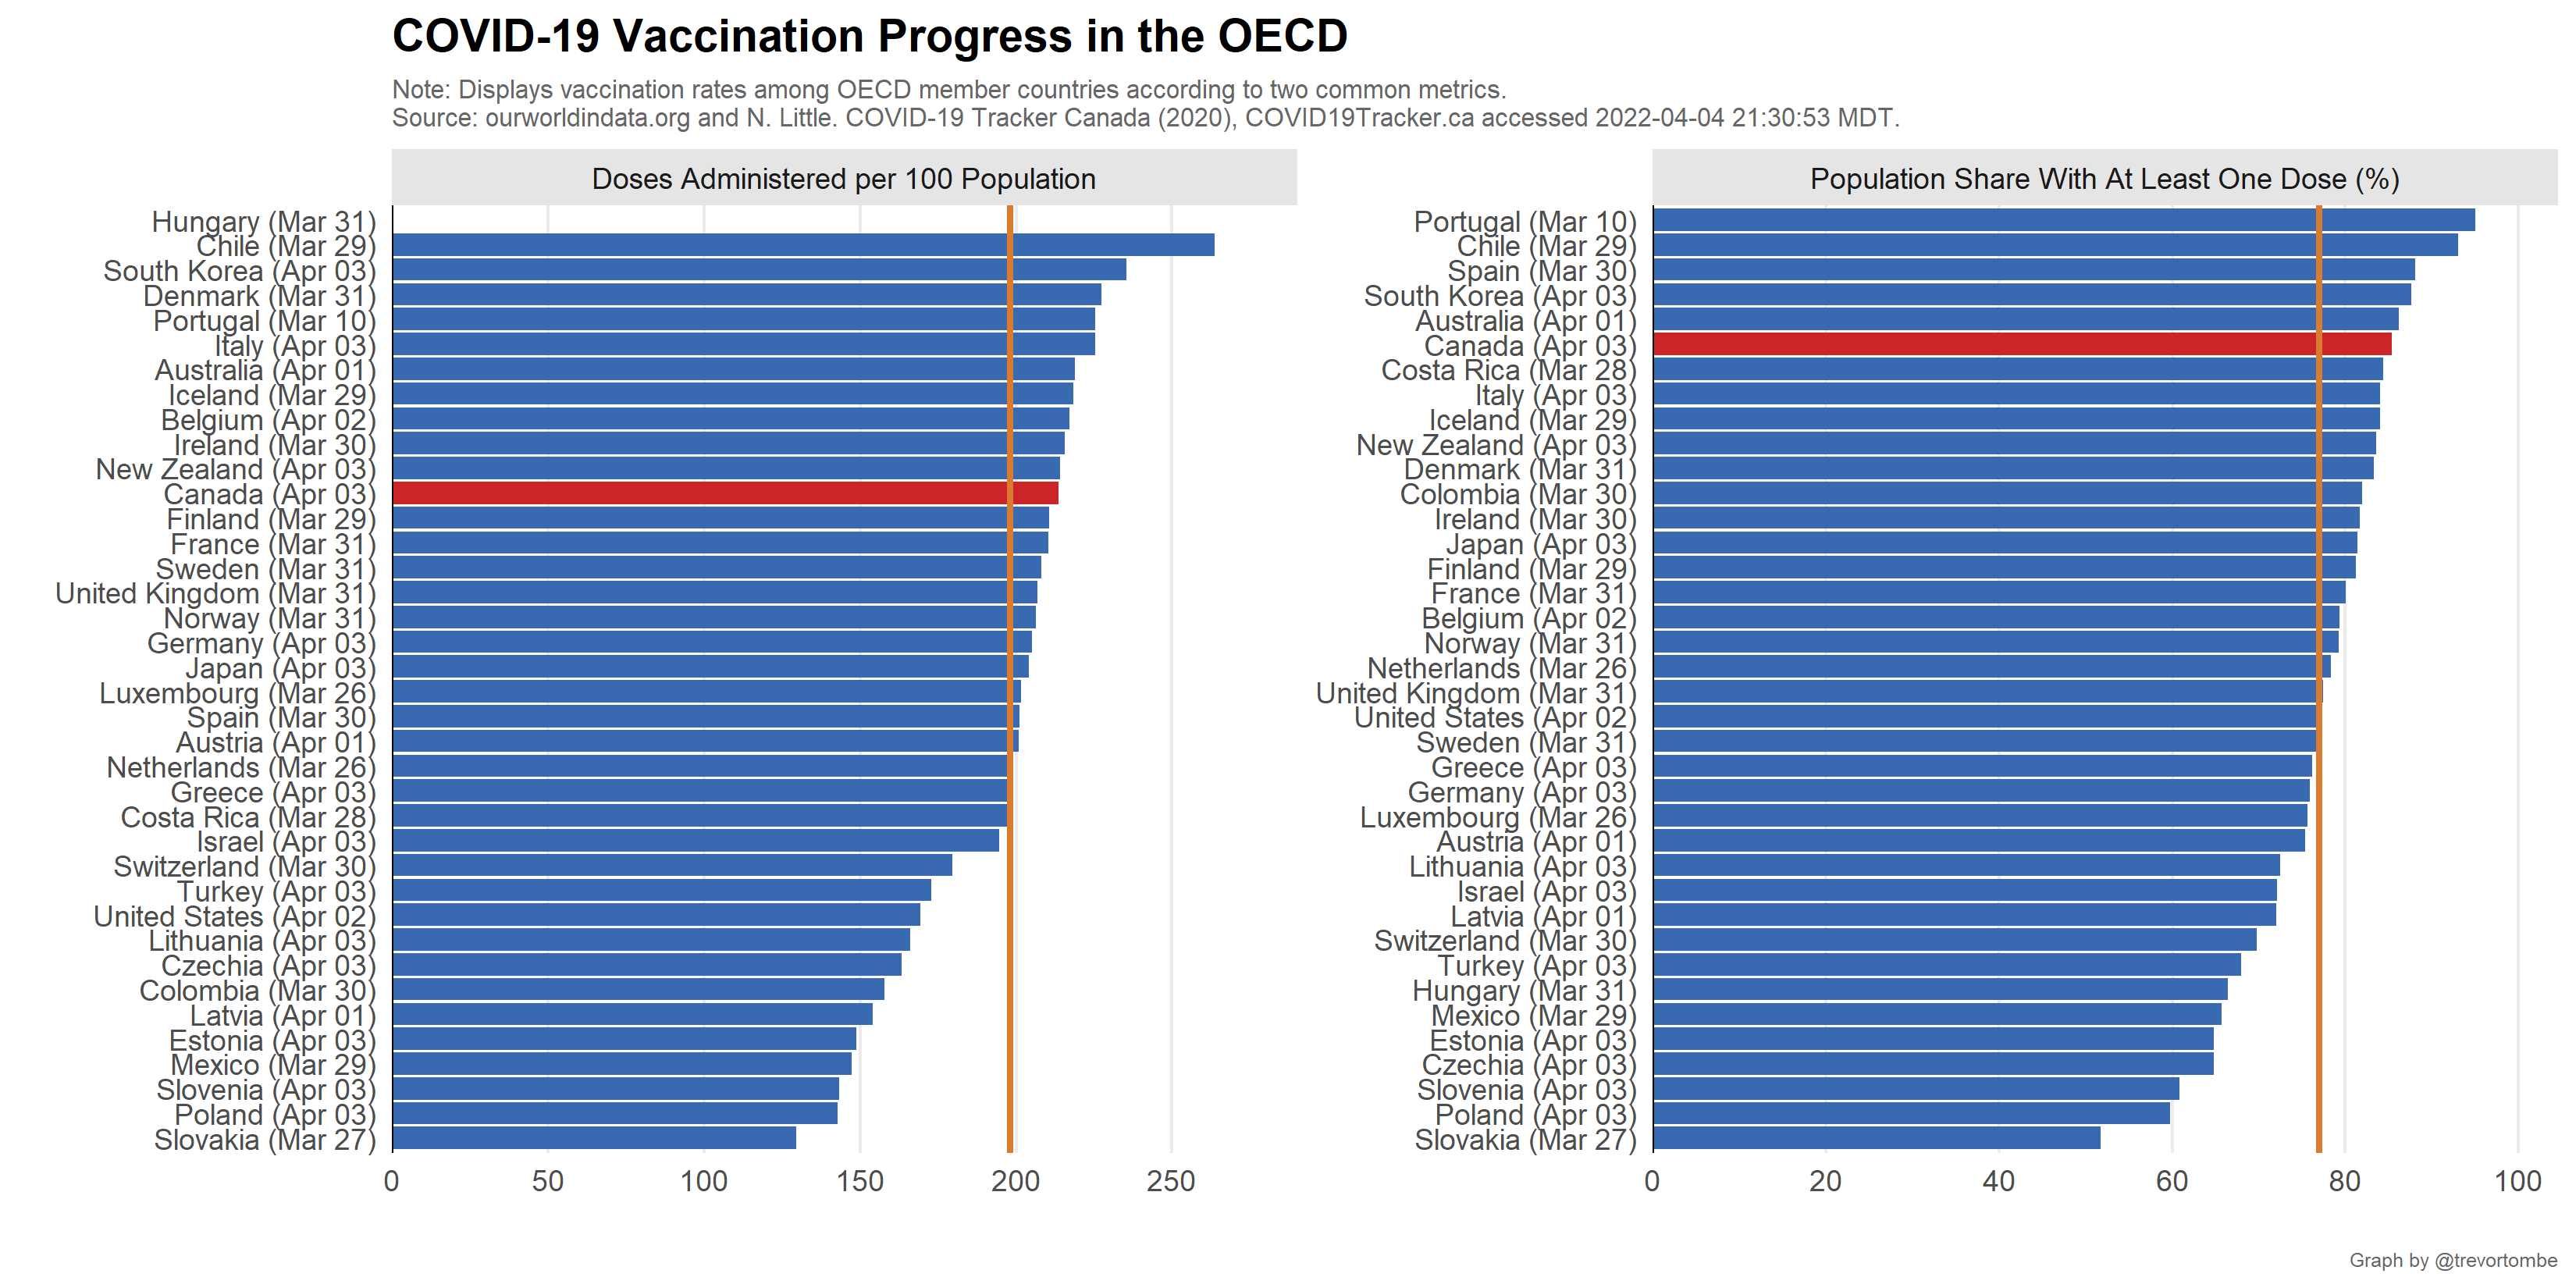 COVID-19 Vaccination Progress in the OECD
Note: Displays vaccination rates among OECD member countries according to two common metrics.
Source: ourworldindata.org and N. Little. COVID-19 Tracker Canada (2020), COVID19Tracker.ca accessed 2022-04-04 21:30:53 MDT.
Doses Administered per 100 Population
Hungary (Mar 31)
Chile (Mar 29)
South Korea (Apr 03)
Denmark (Mar 31)
Portugal (Mar 10)
Italy (Apr 03)
Australia (Apr 01)
Iceland (Mar 29)
Belgium (Apr 02)
Ireland (Mar 30)
New Zealand (Apr 03)
Canada (Apr 03)
Finland (Mar 29)
France (Mar 31)
Sweden (Mar 31)
United Kingdom (Mar 31)
Norway (Mar 31)
Germany (Apr 03)
Japan (Apr 03)
Luxembourg (Mar 26)
Spain (Mar 30)
Austria (Apr 01)
Netherlands (Mar 26)
Greece (Apr 03)
Costa Rica (Mar 28)
Israel (Apr 03)
Switzerland (Mar 30)
Turkey (Apr 03)
United States (Apr 02)
Lithuania (Apr 03)
Czechia (Apr 03)
Colombia (Mar 30)
Latvia (Apr 01)
Estonia (Apr 03)
Mexico (Mar 29)
Slovenia (Apr 03)
Poland (Apr 03)
Slovakia (Mar 27)
0 50 100 150 200 250
Population Share With At Least One Dose (%)
Portugal (Mar 10)
Chile (Mar 29)
Spain (Mar 30)
South Korea (Apr 03)
Australia (Apr 01)
Canada (Apr 03)
Costa Rica (Mar 28)
Italy (Apr 03)
Iceland (Mar 29)
New Zealand (Apr 03)
Denmark (Mar 31)
Colombia (Mar 30)
Ireland (Mar 30)
Japan (Apr 03)
Finland (Mar 29)
France (Mar 31)
Belgium (Apr 02)
Norway (Mar 31)
Netherlands (Mar 26)
United Kingdom (Mar 31)
United States (Apr 02)
Sweden (Mar 31)
Greece (Apr 03)
Germany (Apr 03)
Luxembourg (Mar 26)
Austria (Apr 01)
Lithuania (Apr 03)
Israel (Apr 03)
Latvia (Apr 01)
Switzerland (Mar 30)
Turkey (Apr 03)
Hungary (Mar 31)
Mexico (Mar 29)
Estonia (Apr 03)
Czechia (Apr 03)
Slovenia (Apr 03)
Poland (Apr 03)
Slovakia (Mar 27)
0 20 40 60 80 100
Graph by @trevortombe